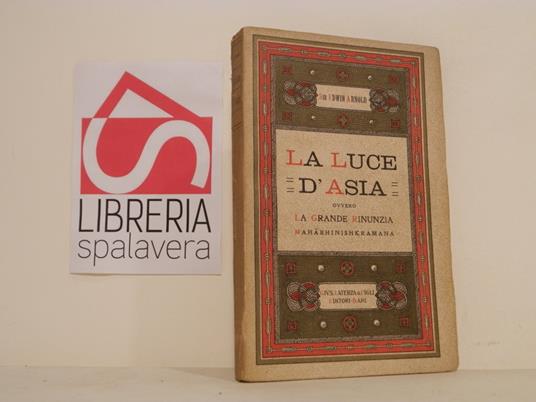 LIBRERIA
spalavera
SIR EDWIN ARNOLD
LA LUCE
D'ASIA
OVVERO
LA GRANDE RINUNZIA
MAHÂBHINISHKRAMANA
GIUS. LATERZA & FIGLI
EDITORI-BARI